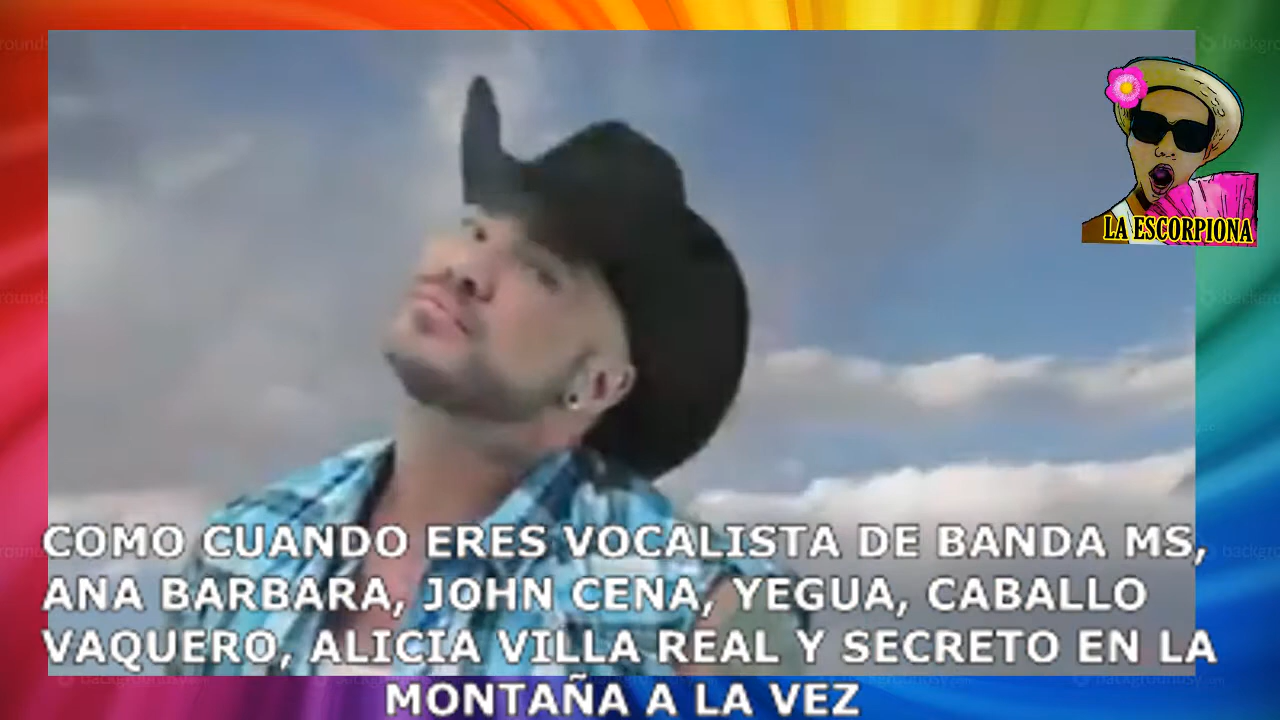 LA ESCORPIONA
COMO CUANDO ERES VOCALISTA DE BANDA MS,
ANA BARBARA, JOHN CENA, YEGUA, CABALLO
VAQUERO, ALICIA VILLA REAL Y SECRETO EN LA
MONTAÑA A LA VEZ